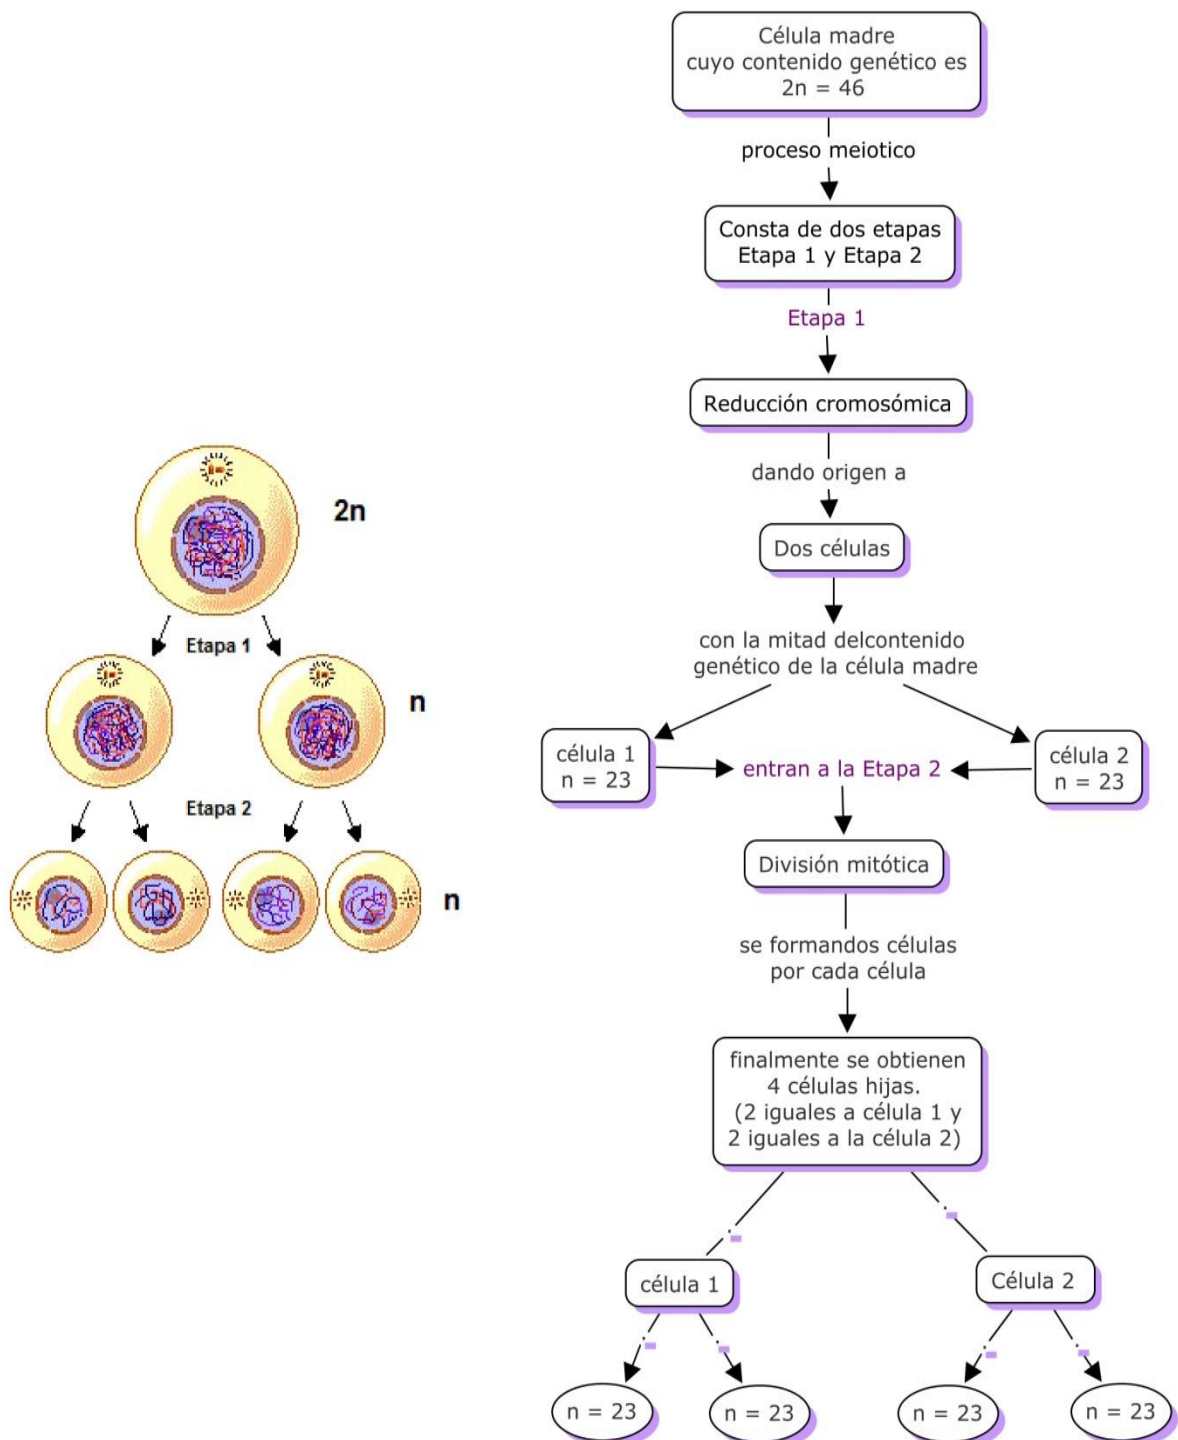 Célula madre
cuyo contenido genético es
2n = 46
proceso meiotico
Consta de dos etapas
Etapa 1 y Etapa 2
Etapa 1
Reducción cromosómica
dando origen a
Dos células
con la mitad delcontenido
genético de la célula madre
célula 1
n = 23
entran a la Etapa 2
célula 2
n = 23
División mitótica
se formandos células
por cada célula
finalmente se obtienen
4 células hijas.
(2 iguales a célula 1 y
2 iguales a la célula 2)
célula 1
Célula 2
n = 23
n = 23
n = 23
n = 23
2n
Etapa 1
n
Etapa 2
n